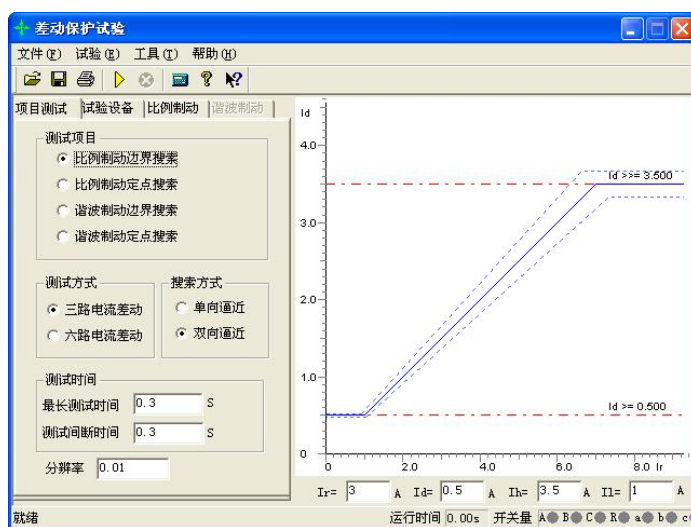 差动保护试验
文件(F) 试验(E) 工具(T) 帮助(H)
项目测试 试验设备 比例制动 谐波制动
测试项目
比例制动边界搜索
比例制动定点搜索
谐波制动边界搜索
谐波制动定点搜索
测试方式
三路电流差动
六路电流差动
搜索方式
单向逼近
双向逼近
测试时间
最长测试时间 0.3 S
测试间断时间 0.3 S
分辨率 0.01
Id
4.0
3.0
2.0
1.0
0
Id >>= 3.500
Id >= 0.500
0 2.0 4.0 6.0 8.0 Ir
Ir= 3 A Id= 0.5 A Ih= 3.5 A Il= 1 A
就绪 运行时间 0.00s 开关量 A B C R a b c